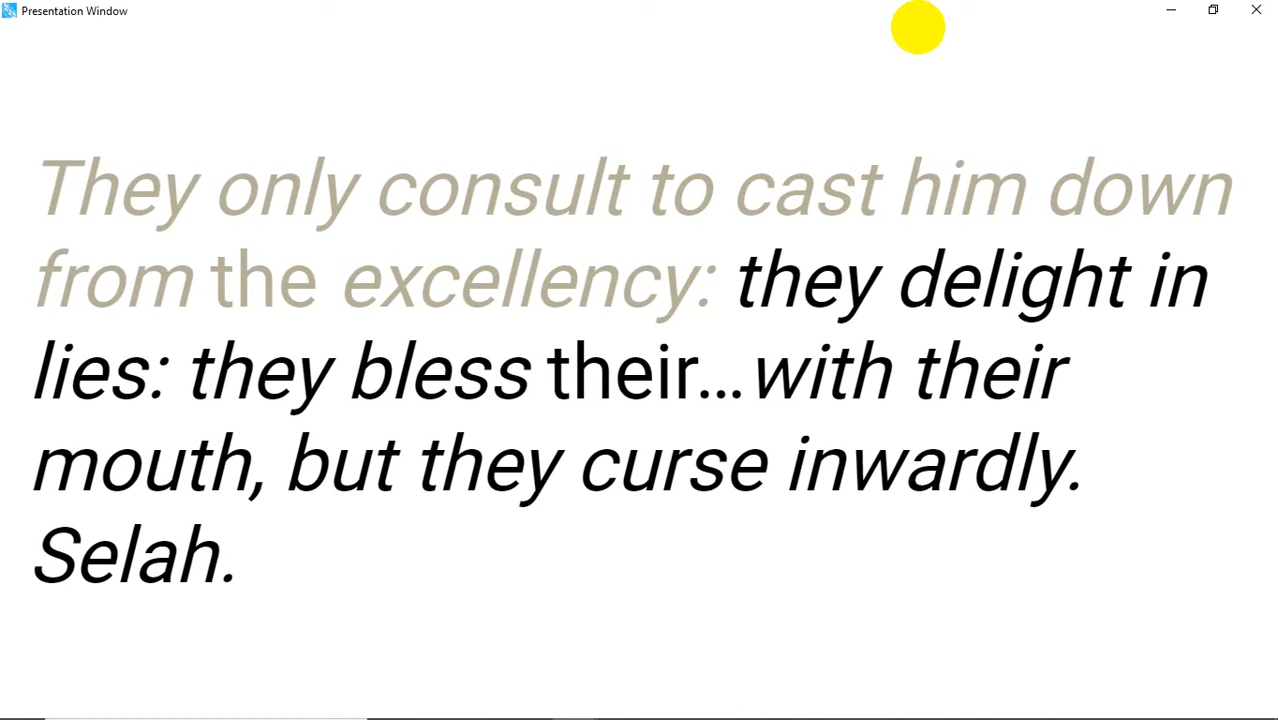 Presentation Window
They only consult to cast him down
from the excellency: they delight in
lies: they bless their…with their
mouth, but they curse inwardly.
Selah.